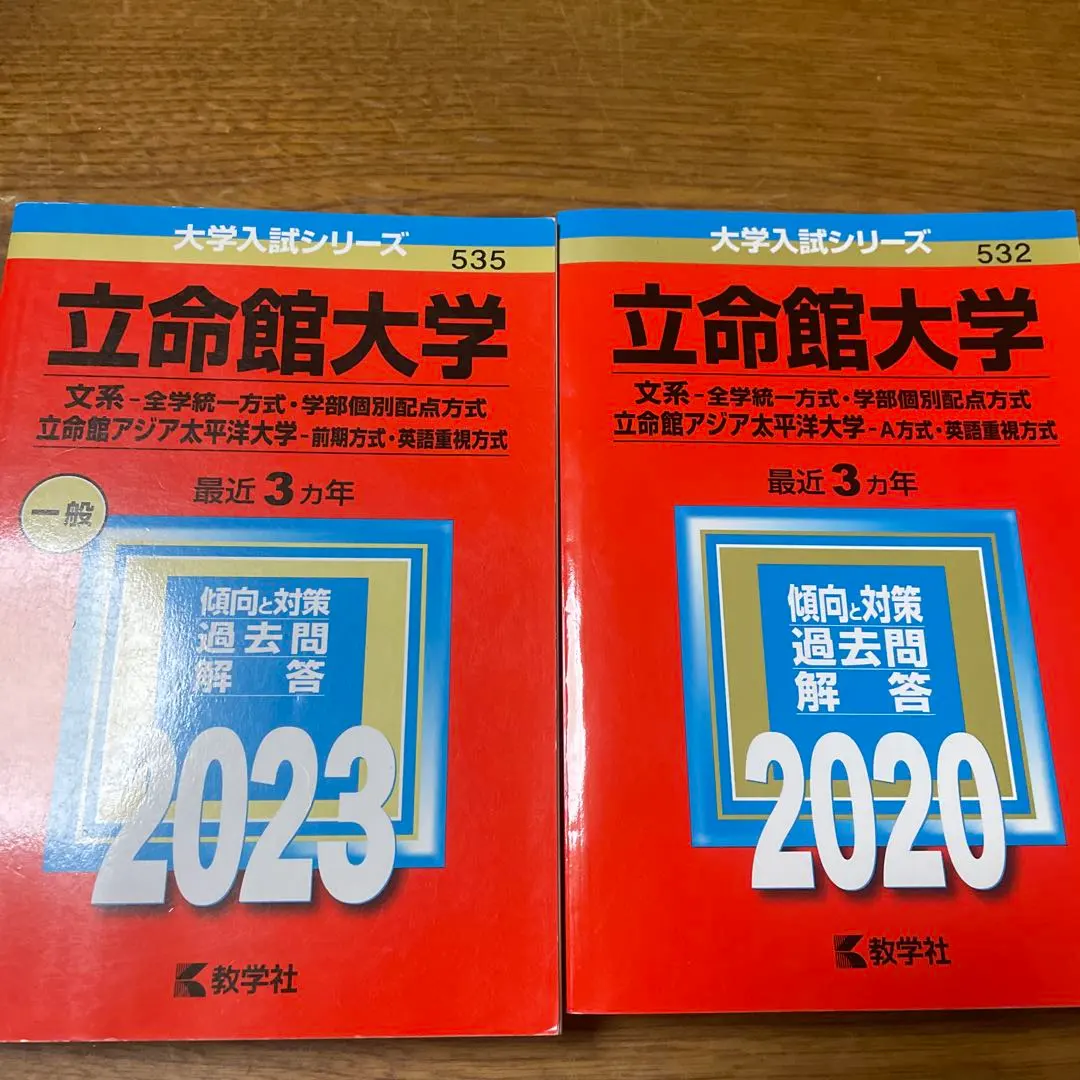 大学入試シリーズ
535
立命館大学
文系-全学統一方式・学部個別配点方式
立命館アジア太平洋大学-前期方式・英語重視方式
最近3カ年
一般
傾向と対策
過去問
解答
2023
教学社
大学入試シリーズ
532
立命館大学
文系-全学統一方式・学部個別配点方式
立命館アジア太平洋大学-A方式・英語重視方式
最近3カ年
傾向と対策
過去問
解答
2020
教学社